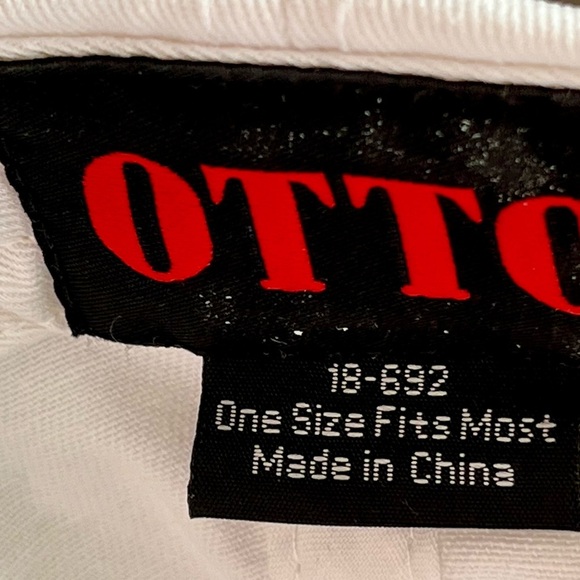 OTTO
18-692
One Size Fits Most
Made in China